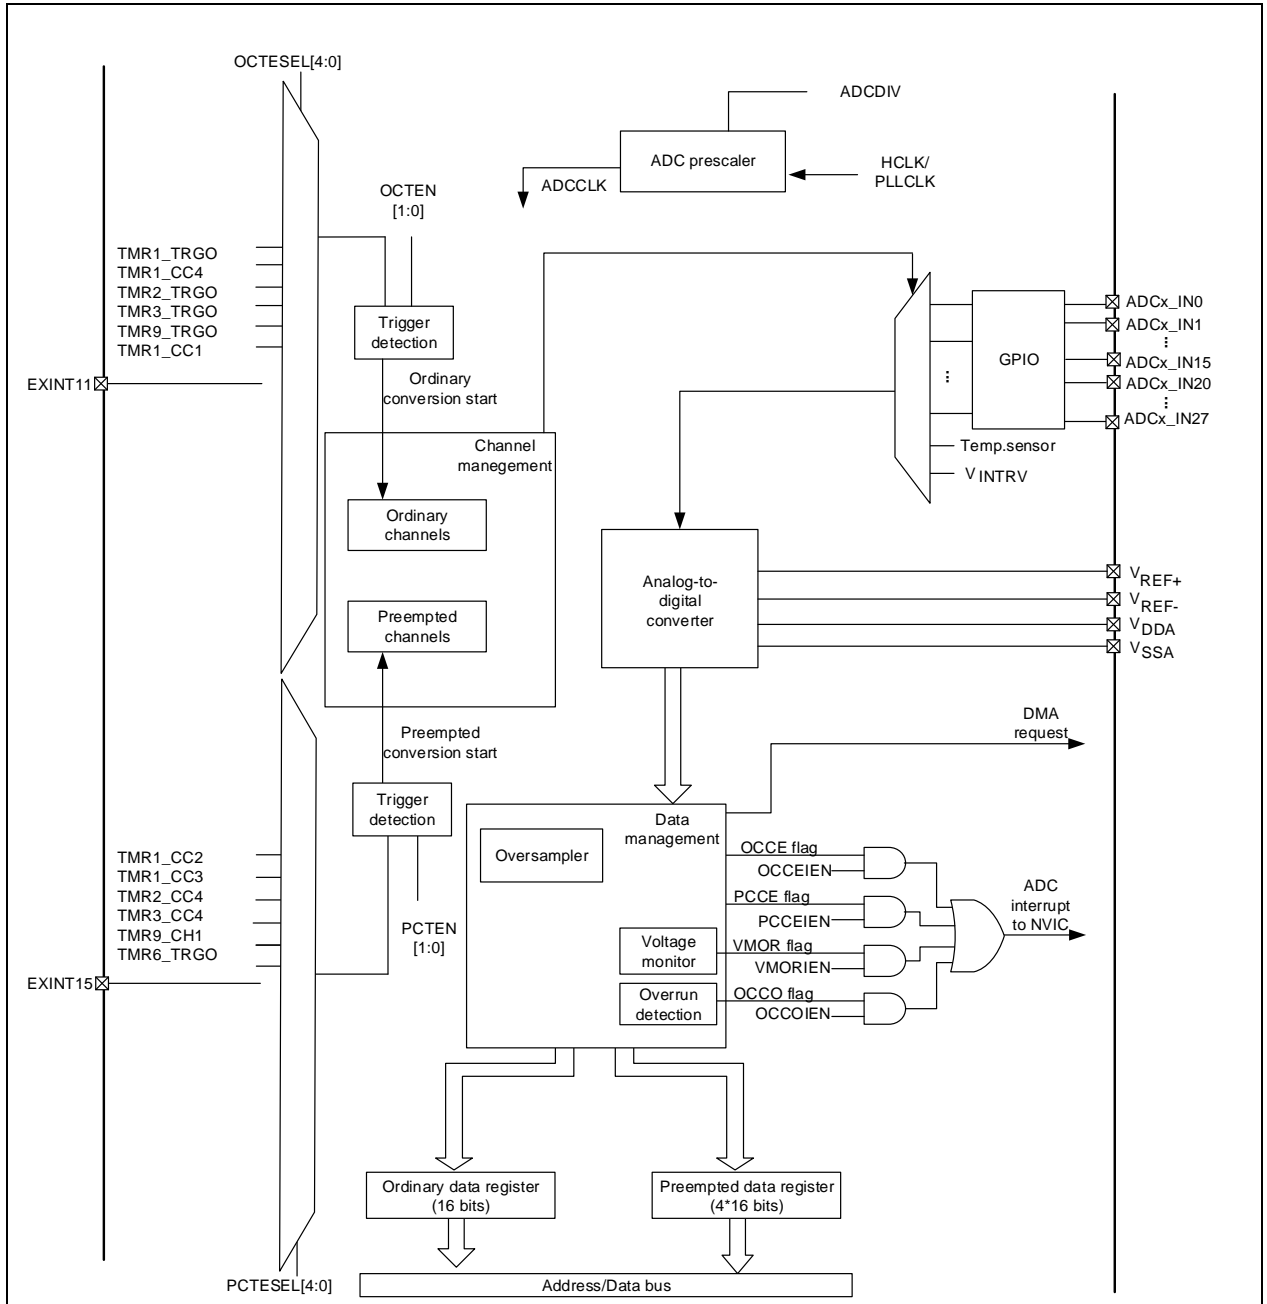 OCTESEL[4:0]
ADCDIV
ADC prescaler
HCLK/
PLLCLK
ADCCLK
OCTEN
[1:0]
TMR1_TRGO
TMR1_CC4
TMR2_TRGO
TMR3_TRGO
TMR9_TRGO
TMR1_CC1
EXINT11
Trigger
detection
Ordinary
conversion start
Channel
manegement
Ordinary
channels
Preempted
channels
GPIO
ADCx_IN0
ADCx_IN1
⋮
ADCx_IN15
ADCx_IN20
⋮
ADCx_IN27
...
Temp.sensor
VINTRV
Analog-to-
digital
converter
VREF+
VREF-
VDDA
VSSA
Preempted
conversion start
Trigger
detection
DMA
request
Data
management
Oversampler
TMR1_CC2
TMR1_CC3
TMR2_CC4
TMR3_CC4
TMR9_CH1
TMR6_TRGO
EXINT15
PCTEN
[1:0]
Voltage
monitor
Overrun
detection
OCCE flag
OCCEIEN
PCCE flag
PCCEIEN
VMOR flag
VMORIEN
OCCO flag
OCCOIEN
ADC
interrupt
to NVIC
Ordinary data register
(16 bits)
Preempted data register
(4*16 bits)
PCTESEL[4:0]
Address/Data bus